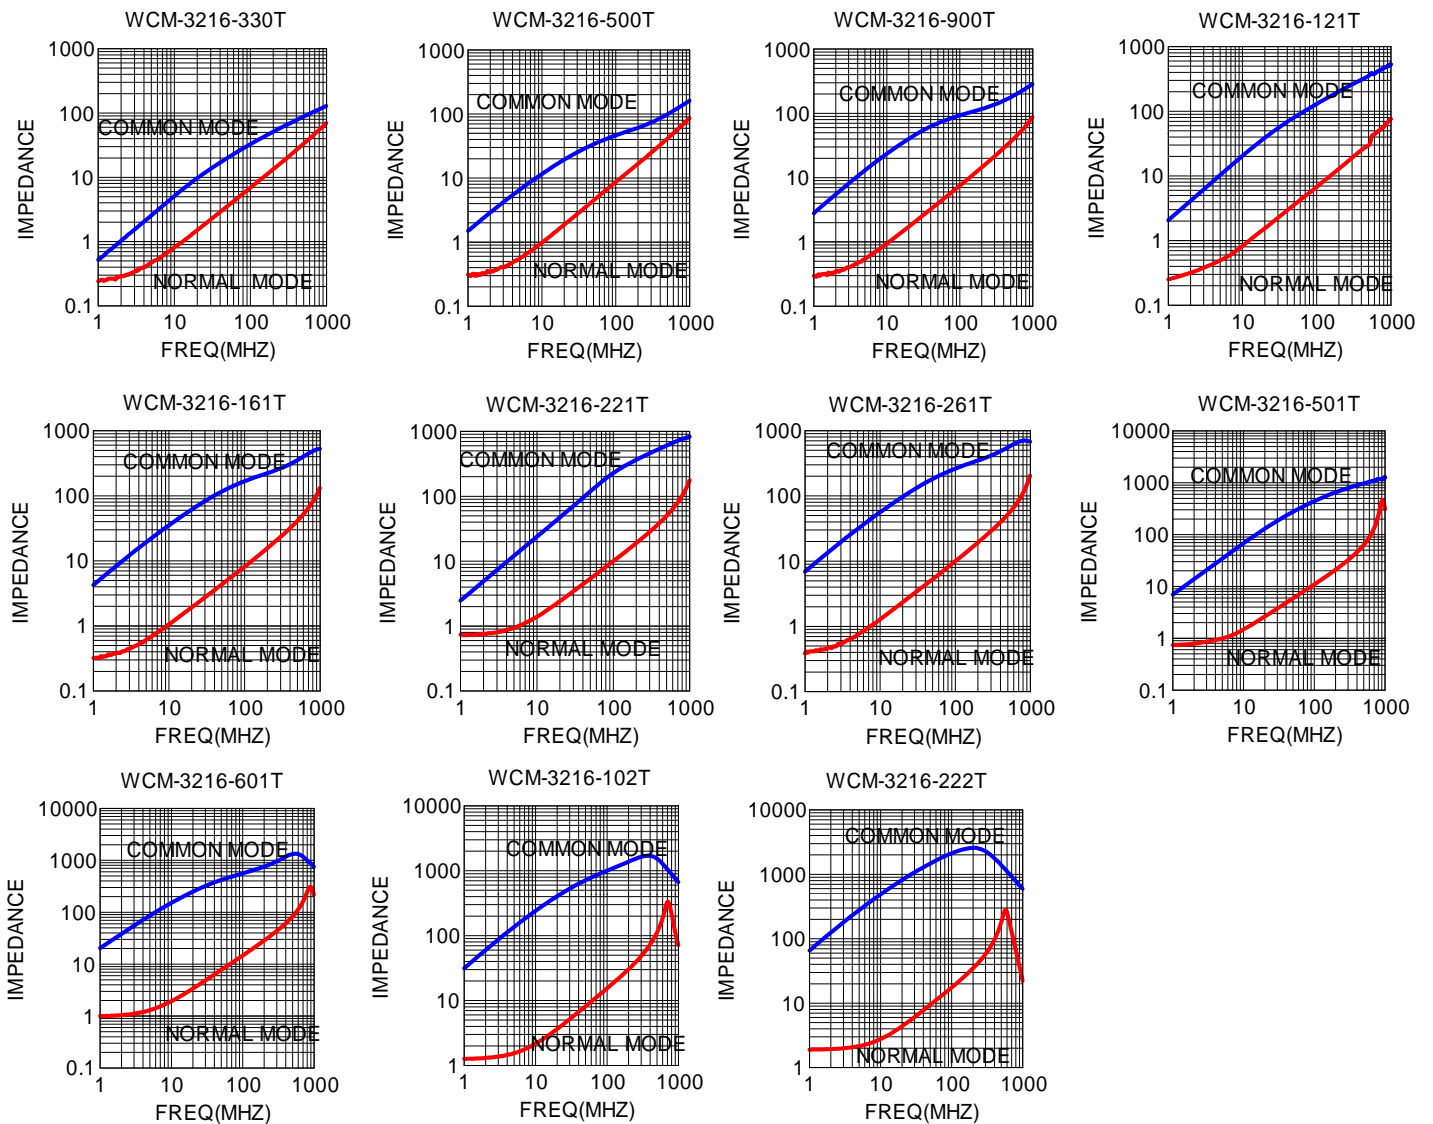 WCM-3216-330T
1000
100
10
1
0.1
IMPEDANCE
COMMON MODE
NORMAL MODE
1 10 100 1000
FREQ(MHZ)
WCM-3216-500T
1000
100
10
1
0.1
IMPEDANCE
COMMON MODE
NORMAL MODE
1 10 100 1000
FREQ(MHZ)
WCM-3216-900T
1000
100
10
1
0.1
IMPEDANCE
COMMON MODE
NORMAL MODE
1 10 100 1000
FREQ(MHZ)
WCM-3216-121T
1000
100
10
1
0.1
IMPEDANCE
COMMON MODE
NORMAL MODE
1 10 100 1000
FREQ(MHZ)
WCM-3216-161T
1000
100
10
1
0.1
IMPEDANCE
COMMON MODE
NORMAL MODE
1 10 100 1000
FREQ(MHZ)
WCM-3216-221T
1000
100
10
1
0.1
IMPEDANCE
COMMON MODE
NORMAL MODE
1 10 100 1000
FREQ(MHZ)
WCM-3216-261T
1000
100
10
1
0.1
IMPEDANCE
COMMON MODE
NORMAL MODE
1 10 100 1000
FREQ(MHZ)
WCM-3216-501T
10000
1000
100
10
1
0.1
IMPEDANCE
COMMON MODE
NORMAL MODE
1 10 100 1000
FREQ(MHZ)
WCM-3216-601T
10000
1000
100
10
1
0.1
IMPEDANCE
COMMON MODE
NORMAL MODE
1 10 100 1000
FREQ(MHZ)
WCM-3216-102T
10000
1000
100
10
1
IMPEDANCE
COMMON MODE
NORMAL MODE
1 10 100 1000
FREQ(MHZ)
WCM-3216-222T
10000
1000
100
10
1
IMPEDANCE
COMMON MODE
NORMAL MODE
1 10 100 1000
FREQ(MHZ)